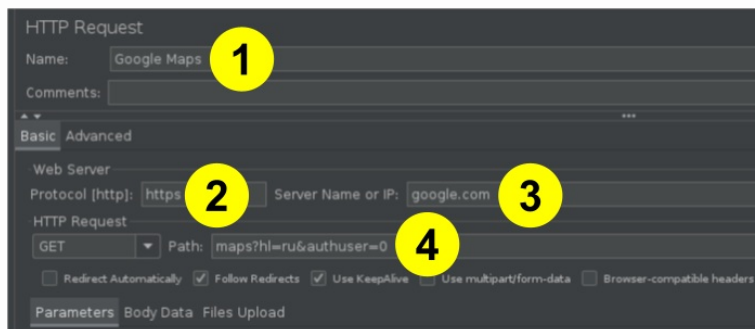 HTTP Request
Name: Google Maps 1
Comments:
Basic Advanced
Web Server
Protocol [http]: https 2 Server Name or IP: google.com 3
HTTP Request
GET Path: maps?hl=ru&authuser=0 4
Redirect Automatically Follow Redirects Use KeepAlive Use multipart/form-data Browser-compatible headers
Parameters Body Data Files Upload